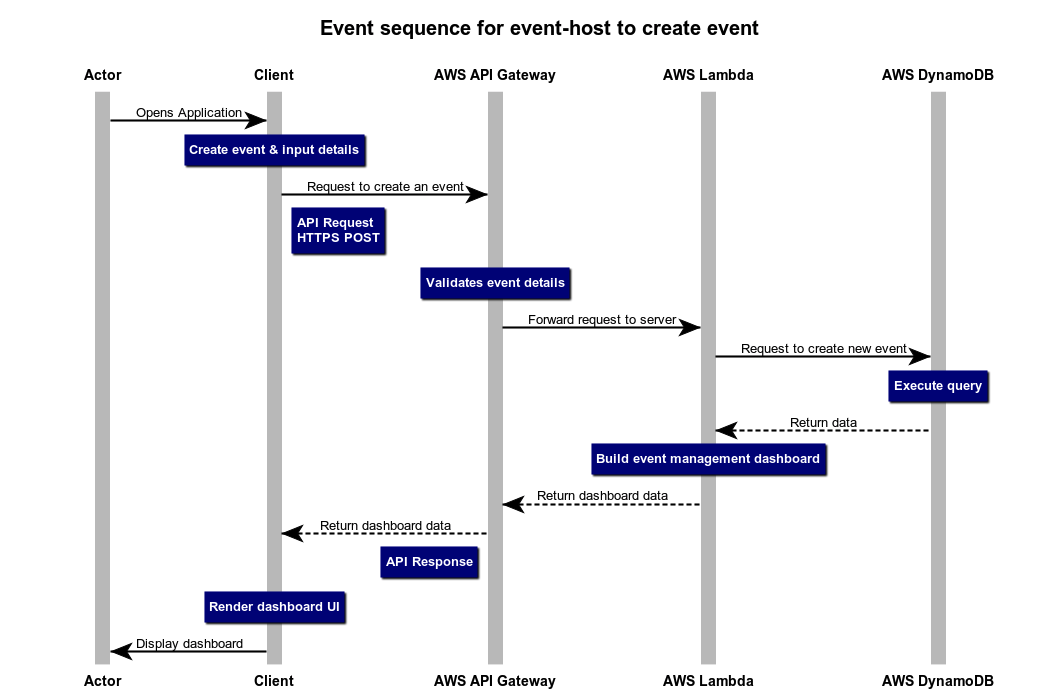 Event sequence for event-host to create event
Actor Client AWS API Gateway AWS Lambda AWS DynamoDB
Opens Application
Create event & input details
Request to create an event
API Request
HTTPS POST
Validates event details
Forward request to server
Request to create new event
Execute query
Return data
Build event management dashboard
Return dashboard data
Return dashboard data
API Response
Render dashboard UI
Display dashboard
Actor Client AWS API Gateway AWS Lambda AWS DynamoDB